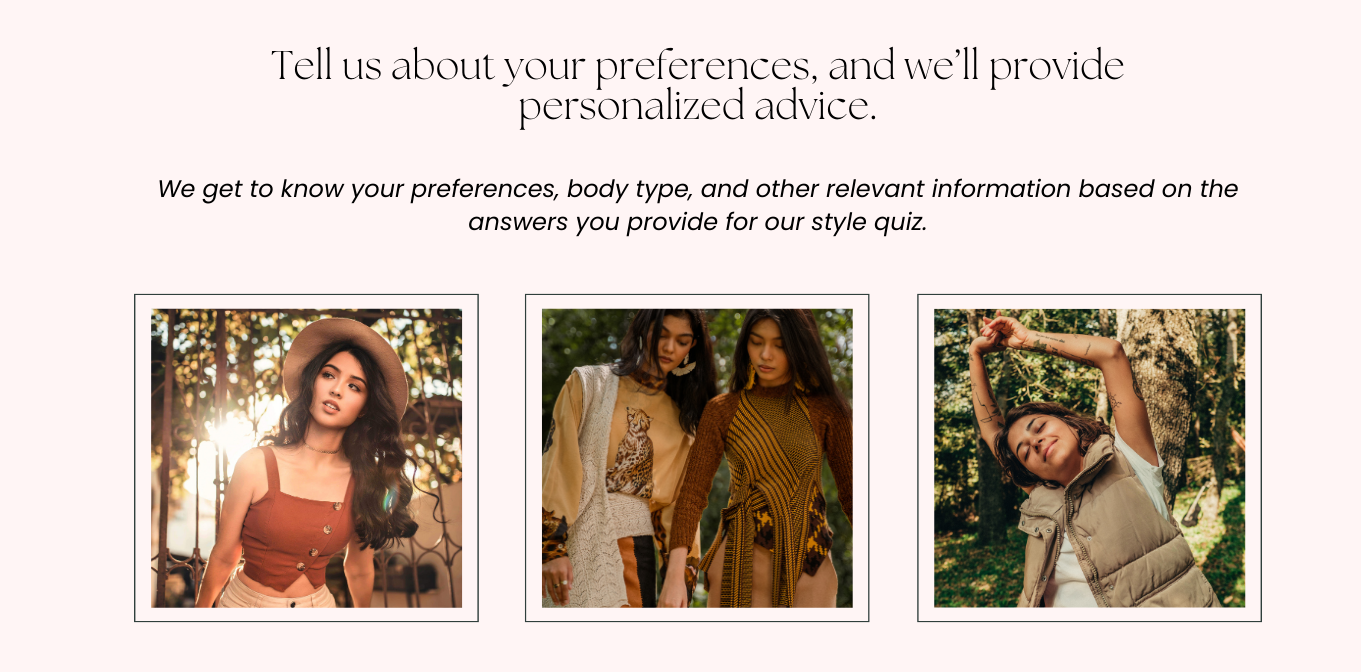 Tell us about your preferences, and we’ll provide
personalized advice.
We get to know your preferences, body type, and other relevant information based on the
answers you provide for our style quiz.